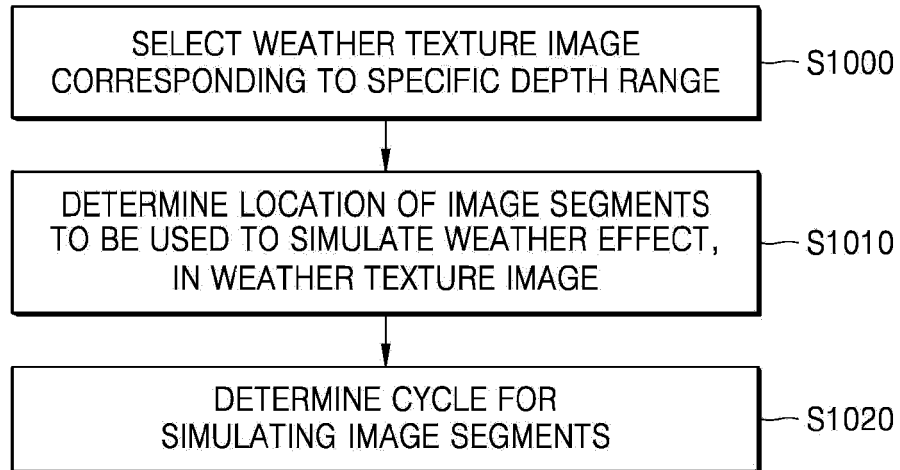 SELECT WEATHER TEXTURE IMAGE
CORRESPONDING TO SPECIFIC DEPTH RANGE
S1000
DETERMINE LOCATION OF IMAGE SEGMENTS
TO BE USED TO SIMULATE WEATHER EFFECT,
IN WEATHER TEXTURE IMAGE
S1010
DETERMINE CYCLE FOR
SIMULATING IMAGE SEGMENTS
S1020